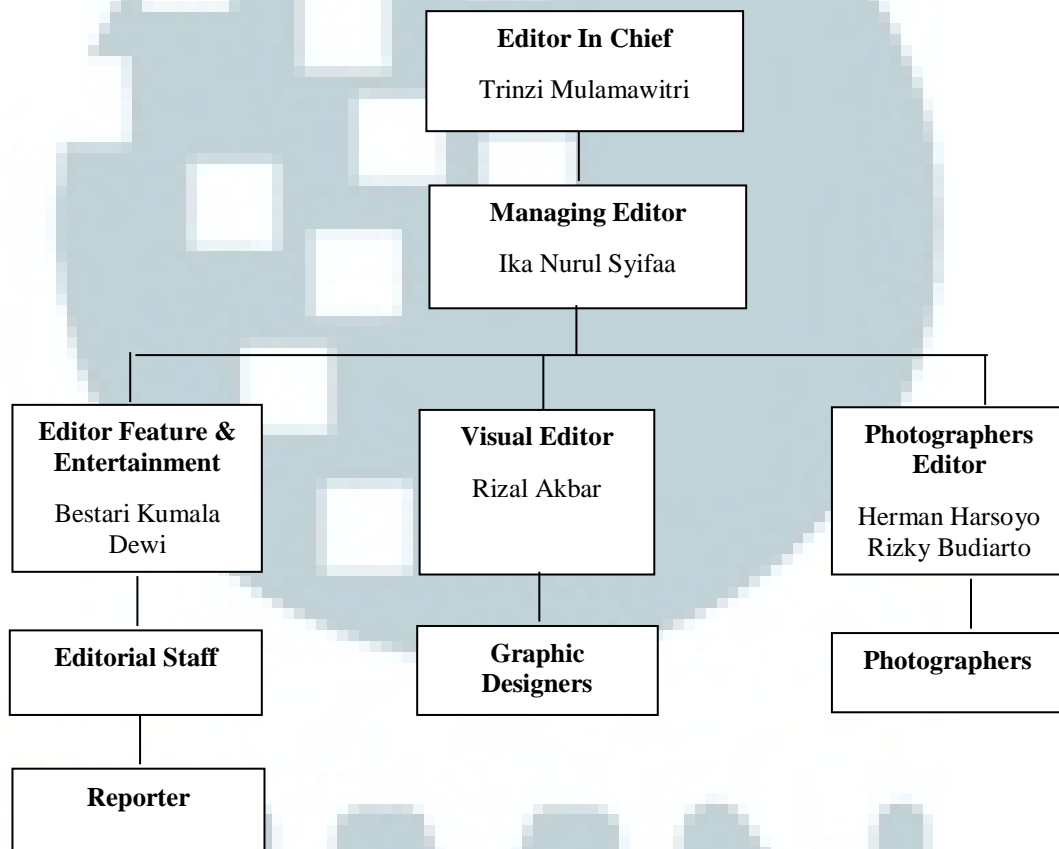 Editor In Chief
Trinzi Mulamawitri
Managing Editor
Ika Nurul Syifaa
Editor Feature &
Entertainment
Bestari Kumala
Dewi
Visual Editor
Rizal Akbar
Photographers
Editor
Herman Harsoyo
Rizky Budiarto
Editorial Staff
Graphic
Designers
Photographers
Reporter